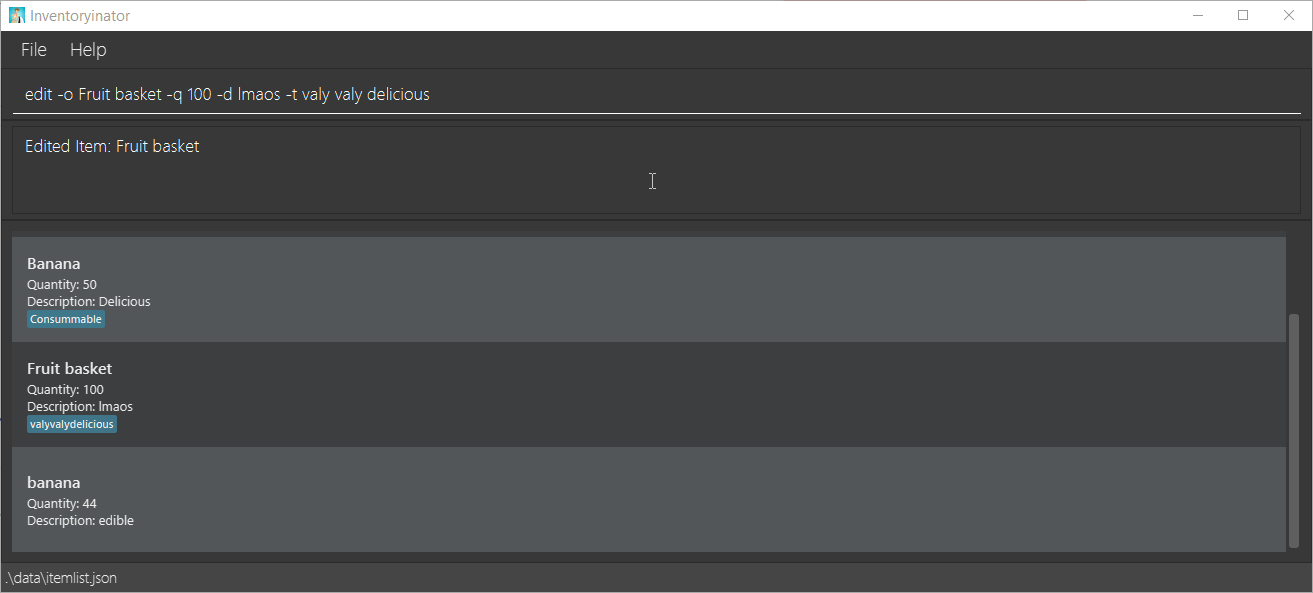 Inventoryinator
File Help
edit -o Fruit basket -q 100 -d lmaos -t valy valy delicious
Edited Item: Fruit basket
Banana
Quantity: 50
Description: Delicious
Consummable
Fruit basket
Quantity: 100
Description: lmaos
valyvalydelicious
banana
Quantity: 44
Description: edible
.\data\itemlist.json